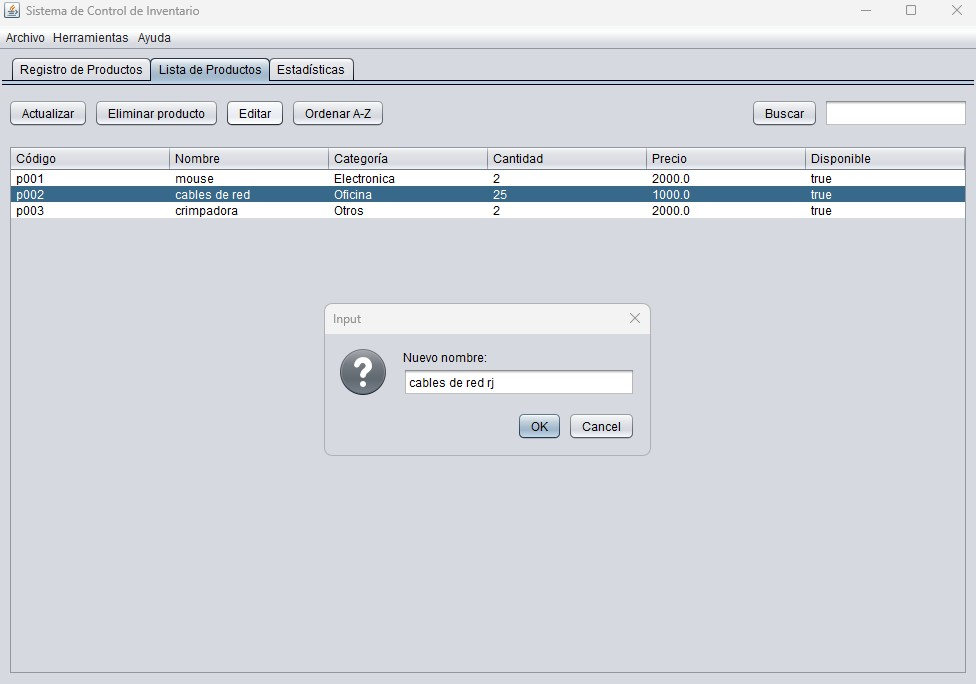 Sistema de Control de Inventario
Archivo Herramientas Ayuda
Registro de Productos Lista de Productos Estadísticas
Actualizar Eliminar producto Editar Ordenar A-Z Buscar
Código Nombre Categoría Cantidad Precio Disponible
p001 mouse Electronica 2 2000.0 true
p002 cables de red Oficina 25 1000.0 true
p003 crimpadora Otros 2 2000.0 true
Input
?
Nuevo nombre:
cables de red rj
OK Cancel